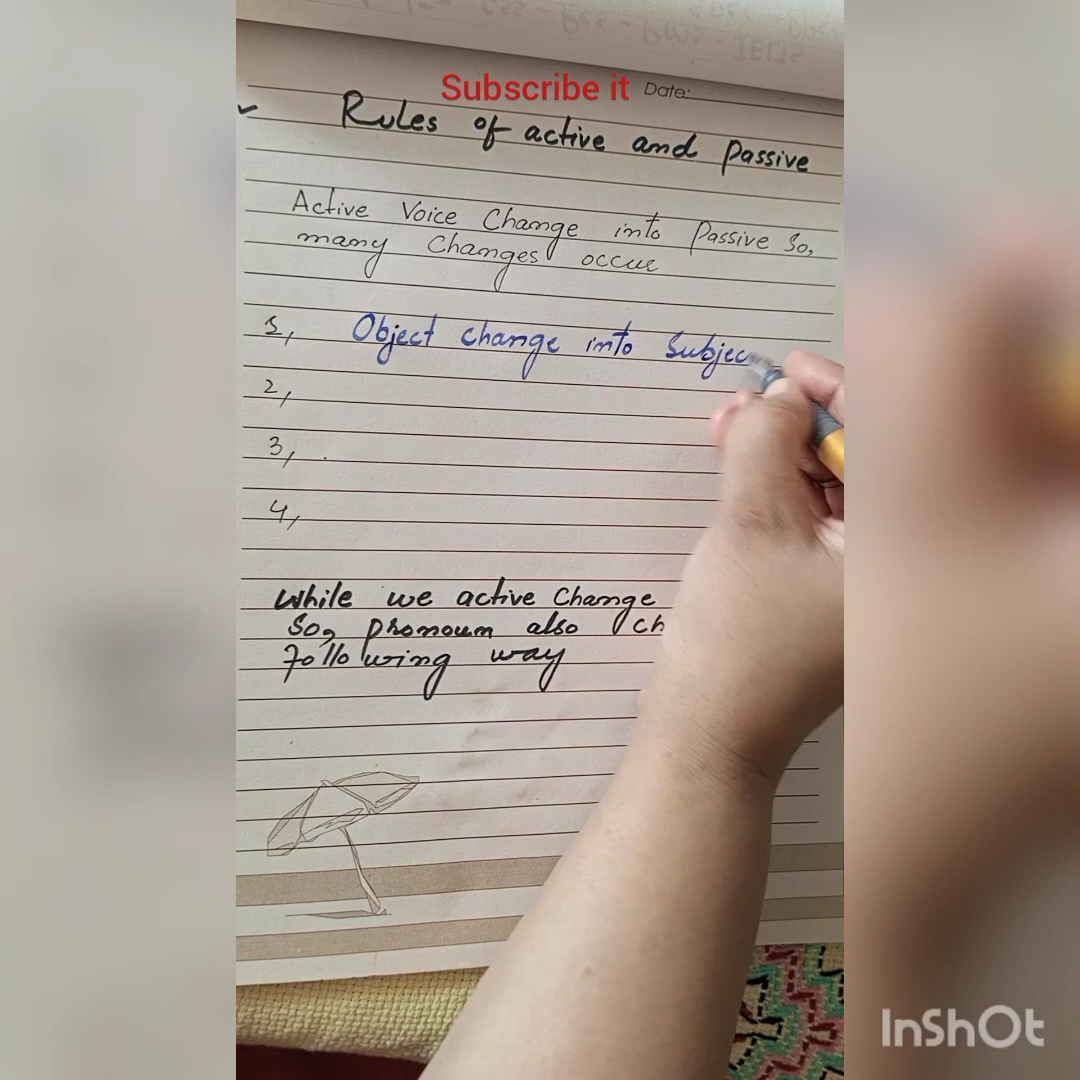 Subscribe it
Date:
Rules of active and passive
Active Voice Change into Passive So,
many Changes occur
1,
Object change into Subjec
2,
3,
4,
While we active Change
So, pronoum also ch
following way
InShOt